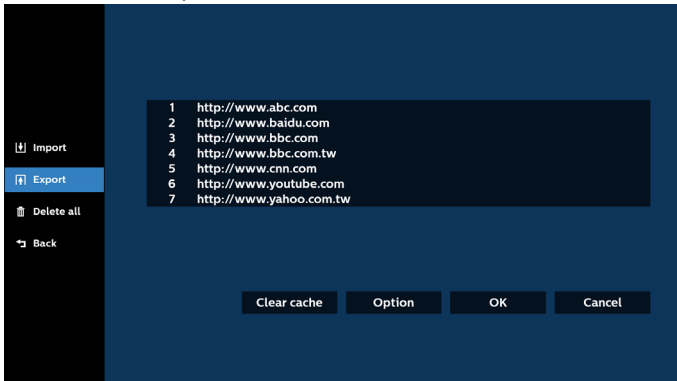 Import
Export
Delete all
Back
1 http://www.abc.com
2 http://www.baidu.com
3 http://www.bbc.com
4 http://www.bbc.com.tw
5 http://www.cnn.com
6 http://www.youtube.com
7 http://www.yahoo.com.tw
Clear cache Option OK Cancel